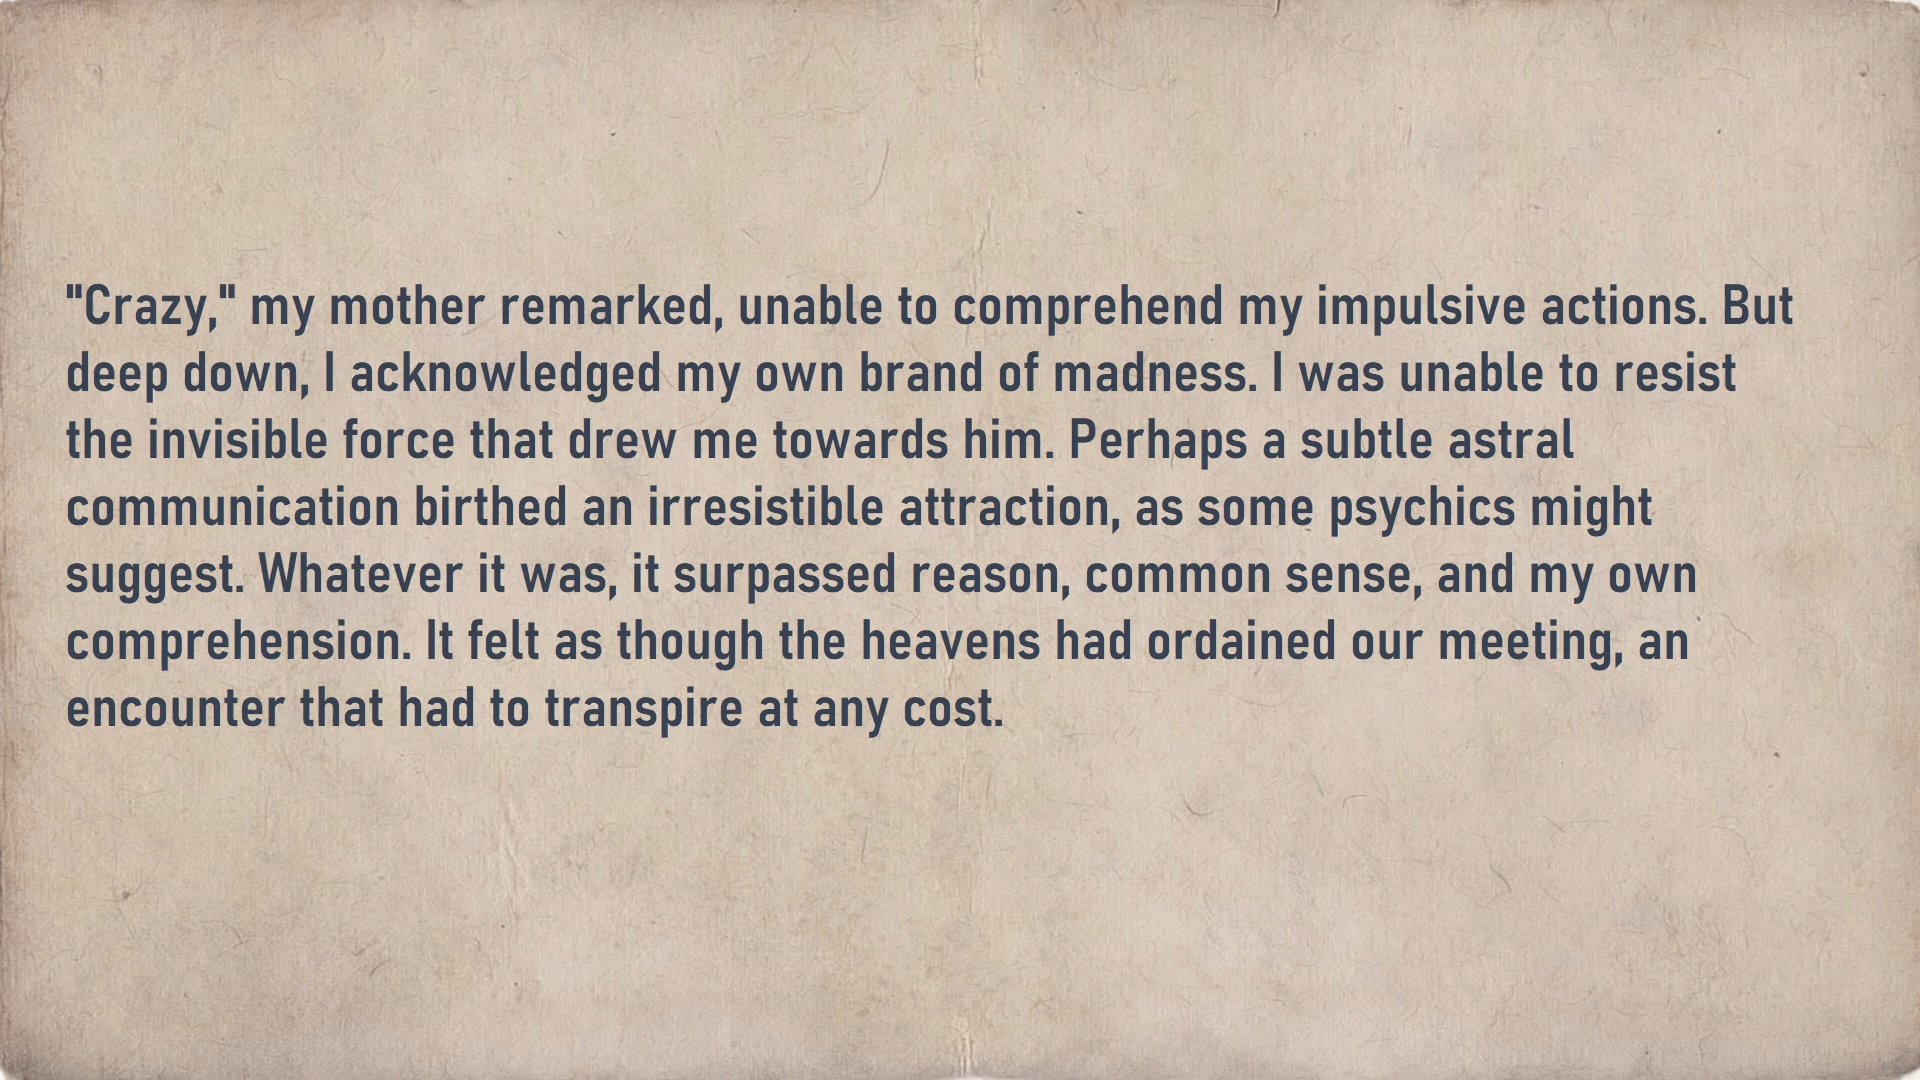 "Crazy," my mother remarked, unable to comprehend my impulsive actions. But
deep down, I acknowledged my own brand of madness. I was unable to resist
the invisible force that drew me towards him. Perhaps a subtle astral
communication birthed an irresistible attraction, as some psychics might
suggest. Whatever it was, it surpassed reason, common sense, and my own
comprehension. It felt as though the heavens had ordained our meeting, an
encounter that had to transpire at any cost.